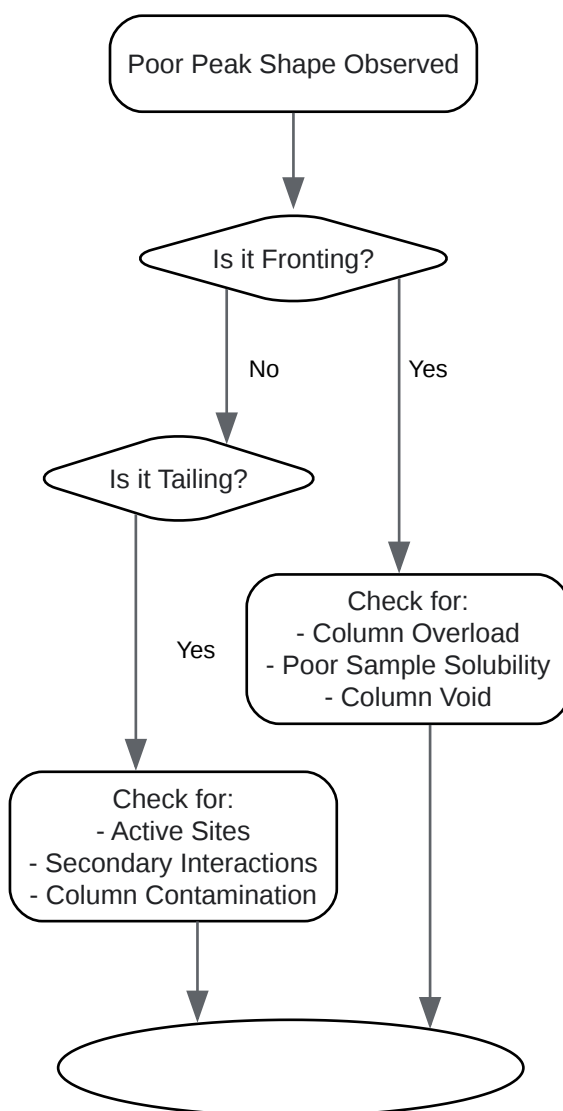 Poor Peak Shape Observed
Is it Fronting?
No
Yes
Is it Tailing?
Check for:
- Column Overload
- Poor Sample Solubility
- Column Void
Yes
Check for:
- Active Sites
- Secondary Interactions
- Column Contamination